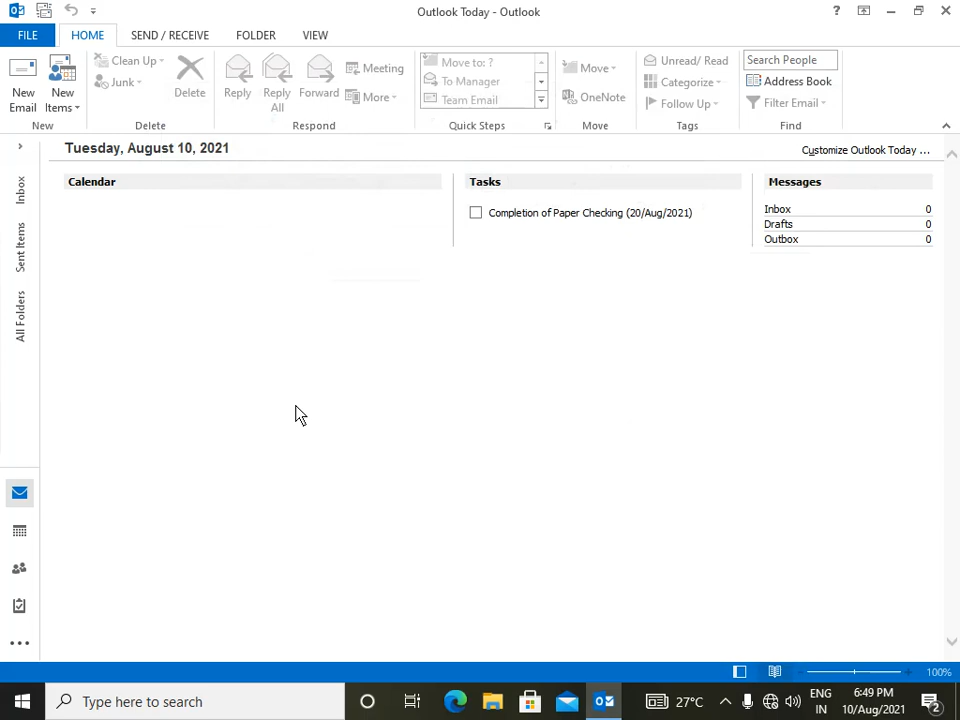 Outlook Today - Outlook
?
FILE
HOME
SEND / RECEIVE
FOLDER
VIEW
New Email
New Items
New
Clean Up
Junk
Delete
Delete
Reply
Reply All
Forward
Meeting
More
Respond
Move to: ?
To Manager
Team Email
Quick Steps
Move
OneNote
Move
Unread/ Read
Categorize
Follow Up
Tags
Search People
Address Book
Filter Email
Find
Tuesday, August 10, 2021
Customize Outlook Today ...
Inbox
Sent Items
All Folders
Calendar
Tasks
Completion of Paper Checking (20/Aug/2021)
Messages
Inbox 0
Drafts 0
Outbox 0
100%
Type here to search
27°C
ENG
IN
6:49 PM
10/Aug/2021
2